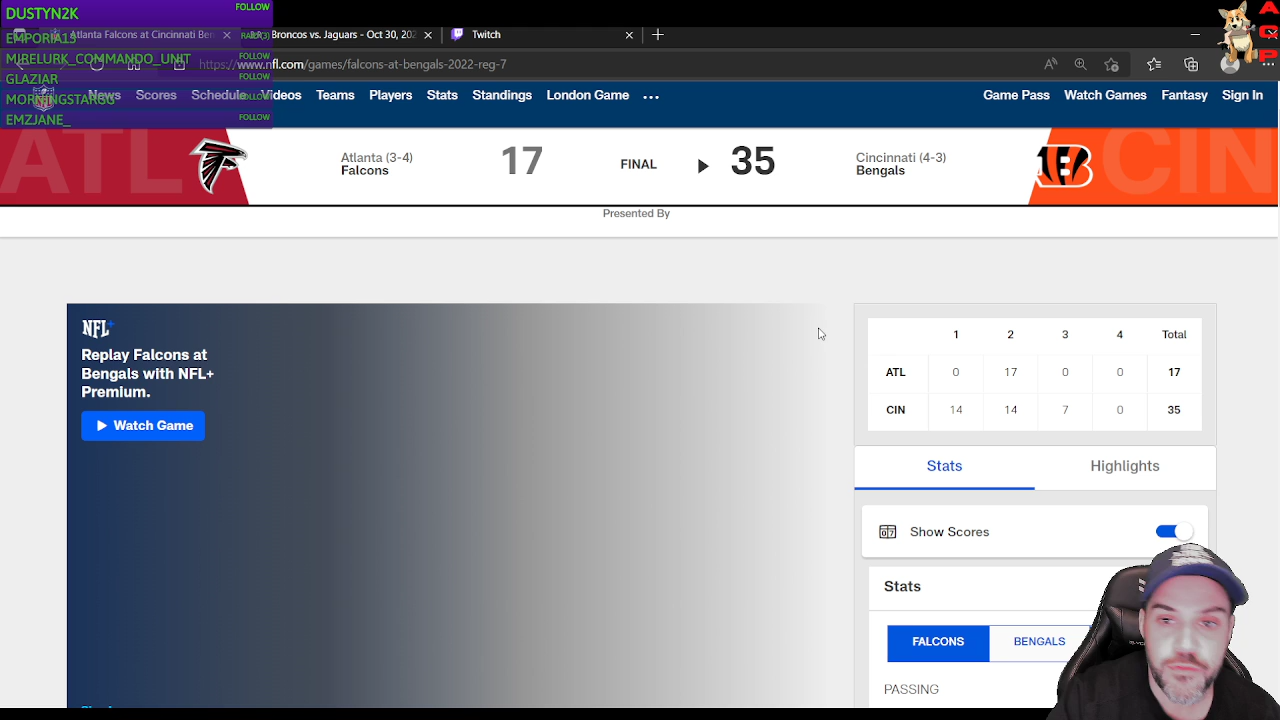 DUSTYN2K FOLLOW
EMPORIA13 RAID(3)
MIRELURK_COMMANDO_UNIT FOLLOW
GLAZIAR FOLLOW
MORNINGSTARGG FOLLOW
EMZJANE_ FOLLOW
A
C
P
Atlanta Falcons at Cincinnati Ben
Broncos vs. Jaguars - Oct 30, 202
Twitch
https://www.nfl.com/games/falcons-at-bengals-2022-reg-7
News Scores Schedule Videos Teams Players Stats Standings London Game ... Game Pass Watch Games Fantasy Sign In
ATL
Atlanta (3-4)
Falcons
17 FINAL 35
Cincinnati (4-3)
Bengals
CIN
Presented By
NFL+
Replay Falcons at
Bengals with NFL+
Premium.
Watch Game
1 2 3 4 Total
ATL 0 17 0 0 17
CIN 14 14 7 0 35
Stats Highlights
Show Scores
Stats
FALCONS BENGALS
PASSING